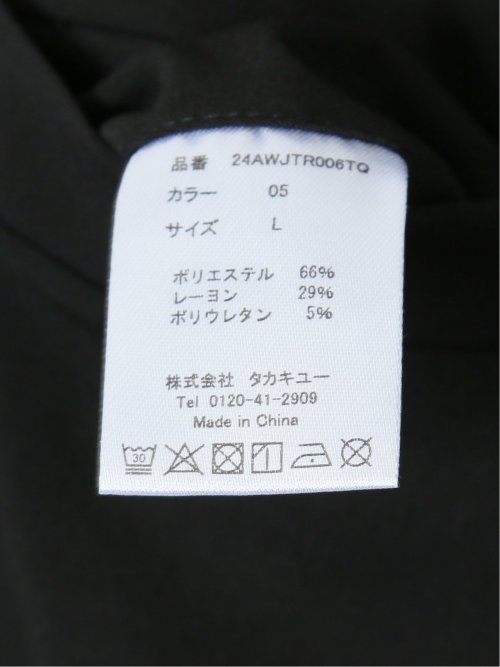 品番 24AWJTR006TQ
カラー 05
サイズ L
ポリエステル 66%
レーヨン 29%
ポリウレタン 5%
株式会社 タカキユー
Tel 0120-41-2909
Made in China
30